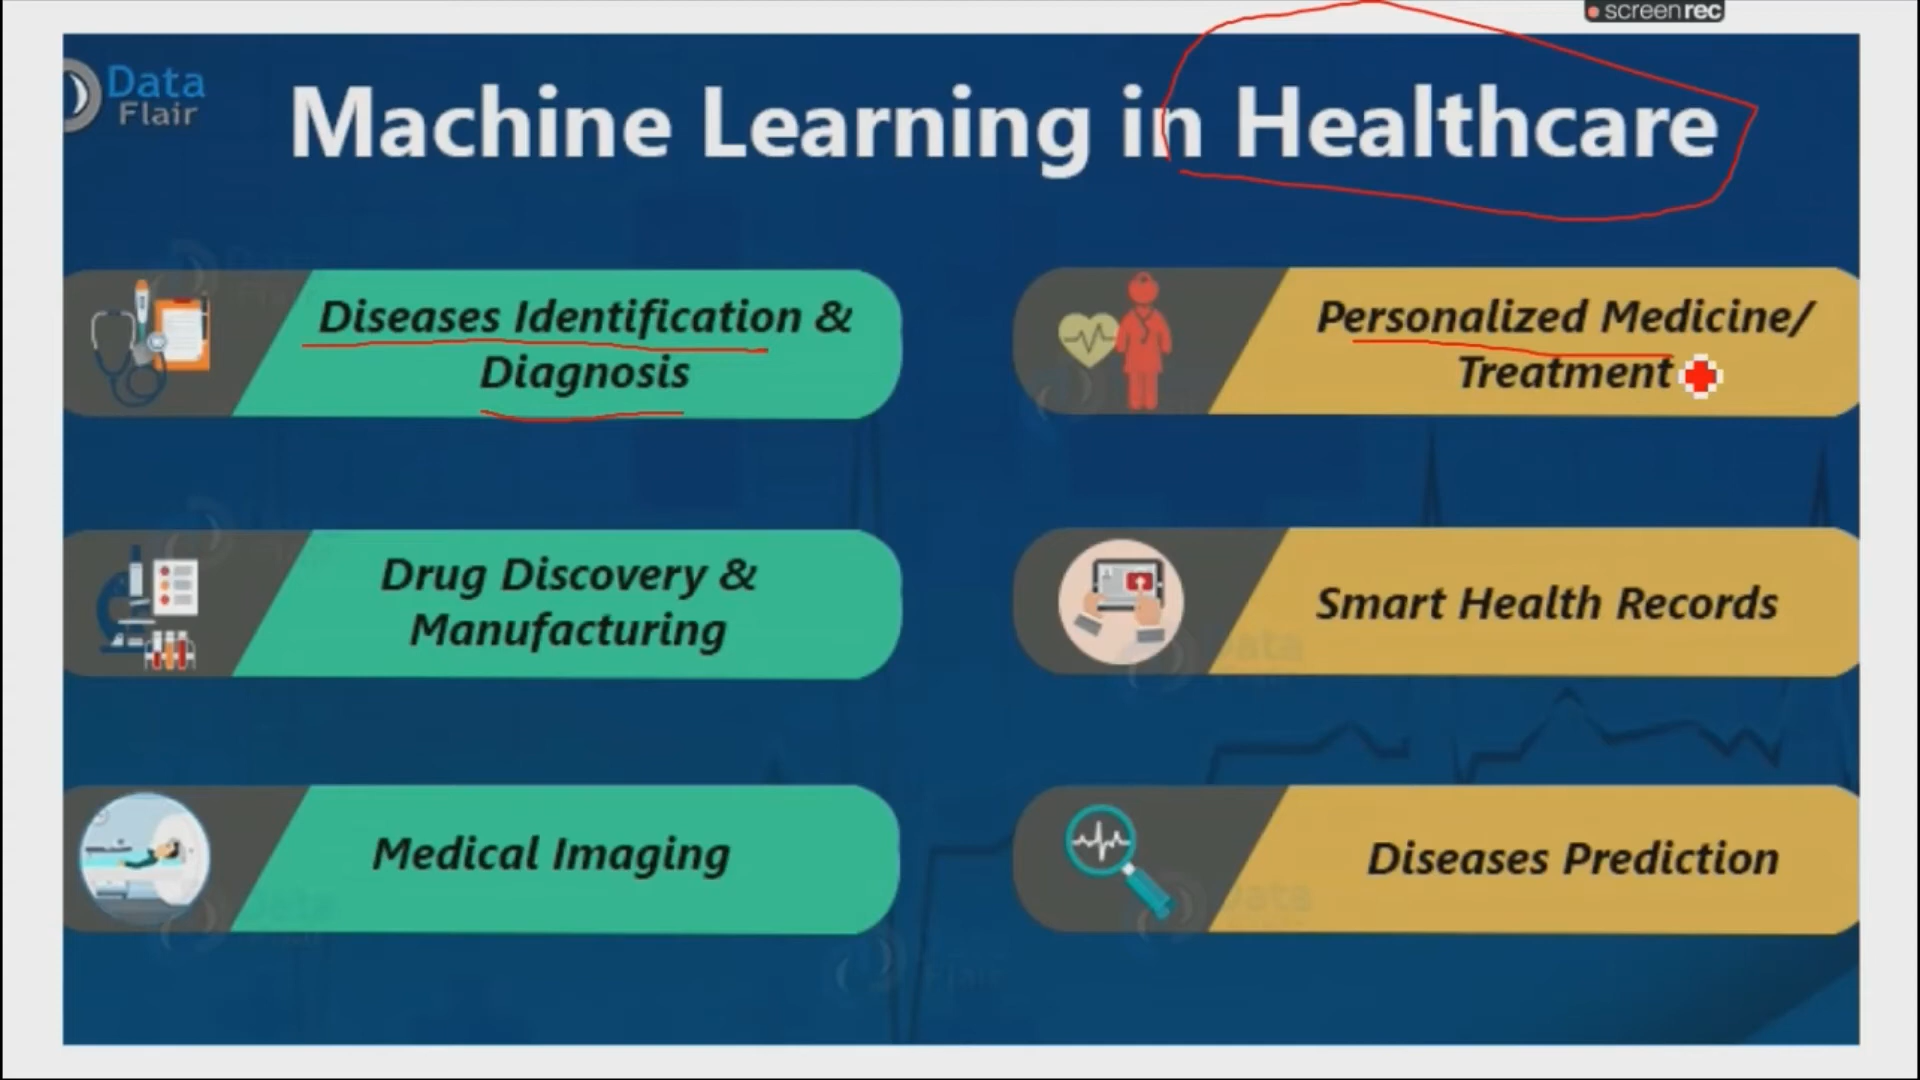 screenrec
Data
Flair
Machine Learning in Healthcare
Diseases Identification &
Diagnosis
Personalized Medicine/
Treatment
Drug Discovery &
Manufacturing
Smart Health Records
Medical Imaging
Diseases Prediction